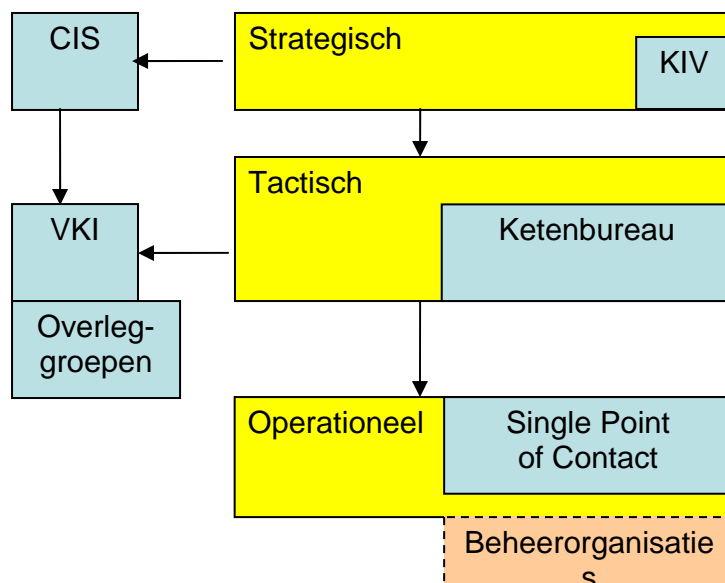 CIS
Strategisch
KIV
Tactisch
VKI
Ketenbureau
Overleg-
groepen
Operationeel
Single Point
of Contact
Beheerorganisatie
s